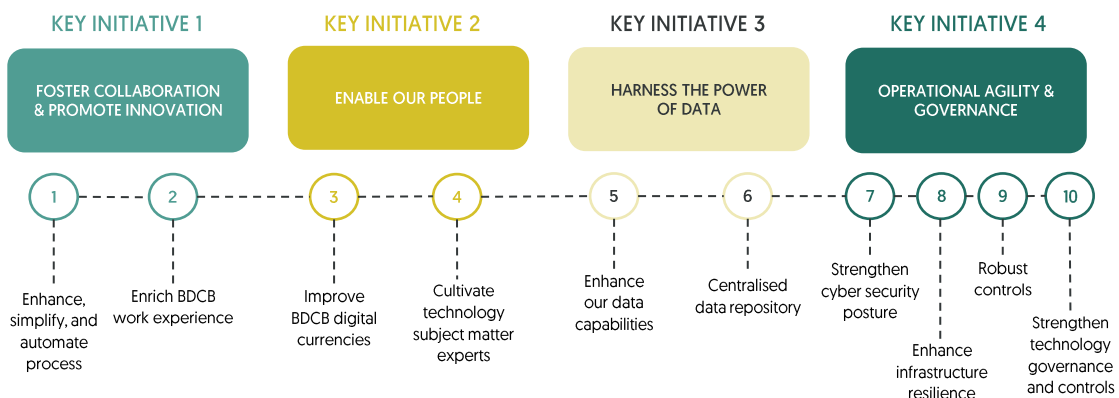 KEY INITIATIVE 1
FOSTER COLLABORATION
& PROMOTE INNOVATION
1
Enhance,
simplify, and
automate
process
2
Enrich BDCB
work experience
KEY INITIATIVE 2
ENABLE OUR PEOPLE
3
Improve
BDCB digital
currencies
4
Cultivate
technology
subject matter
experts
KEY INITIATIVE 3
HARNESS THE POWER
OF DATA
5
Enhance
our data
capabilities
6
Centralised
data repository
KEY INITIATIVE 4
OPERATIONAL AGILITY &
GOVERNANCE
7
Strengthen
cyber security
posture
8
Enhance
infrastructure
resilience
9
Robust
controls
10
Strengthen
technology
governance
and controls